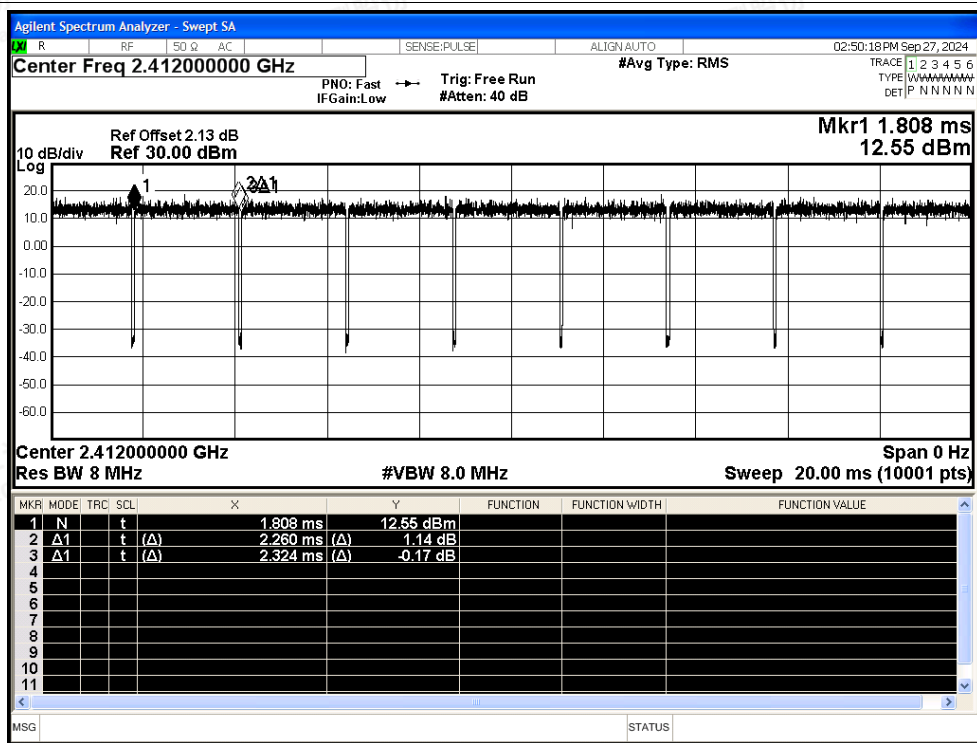 Agilent Spectrum Analyzer - Swept SA
LXI R RF 50 Ω AC SENSE:PULSE ALIGN AUTO 02:50:18 PM Sep 27, 2024
Center Freq 2.412000000 GHz #Avg Type: RMS TRACE 1 2 3 4 5 6
PNO: Fast Trig: Free Run TYPE WWWWWW
IFGain:Low #Atten: 40 dB DET P N N N N N
Mkr1 1.808 ms
12.55 dBm
Ref Offset 2.13 dB
10 dB/div Ref 30.00 dBm
Log
1 2Δ1 3Δ1
20.0
10.0
0.00
-10.0
-20.0
-30.0
-40.0
-50.0
-60.0
Center 2.412000000 GHz Span 0 Hz
Res BW 8 MHz #VBW 8.0 MHz Sweep 20.00 ms (10001 pts)
MKR MODE TRC SCL X Y FUNCTION FUNCTION WIDTH FUNCTION VALUE
1 N t 1.808 ms 12.55 dBm
2 Δ1 t (Δ) 2.260 ms (Δ) 1.14 dB
3 Δ1 t (Δ) 2.324 ms (Δ) -0.17 dB
4
5
6
7
8
9
10
11
MSG STATUS